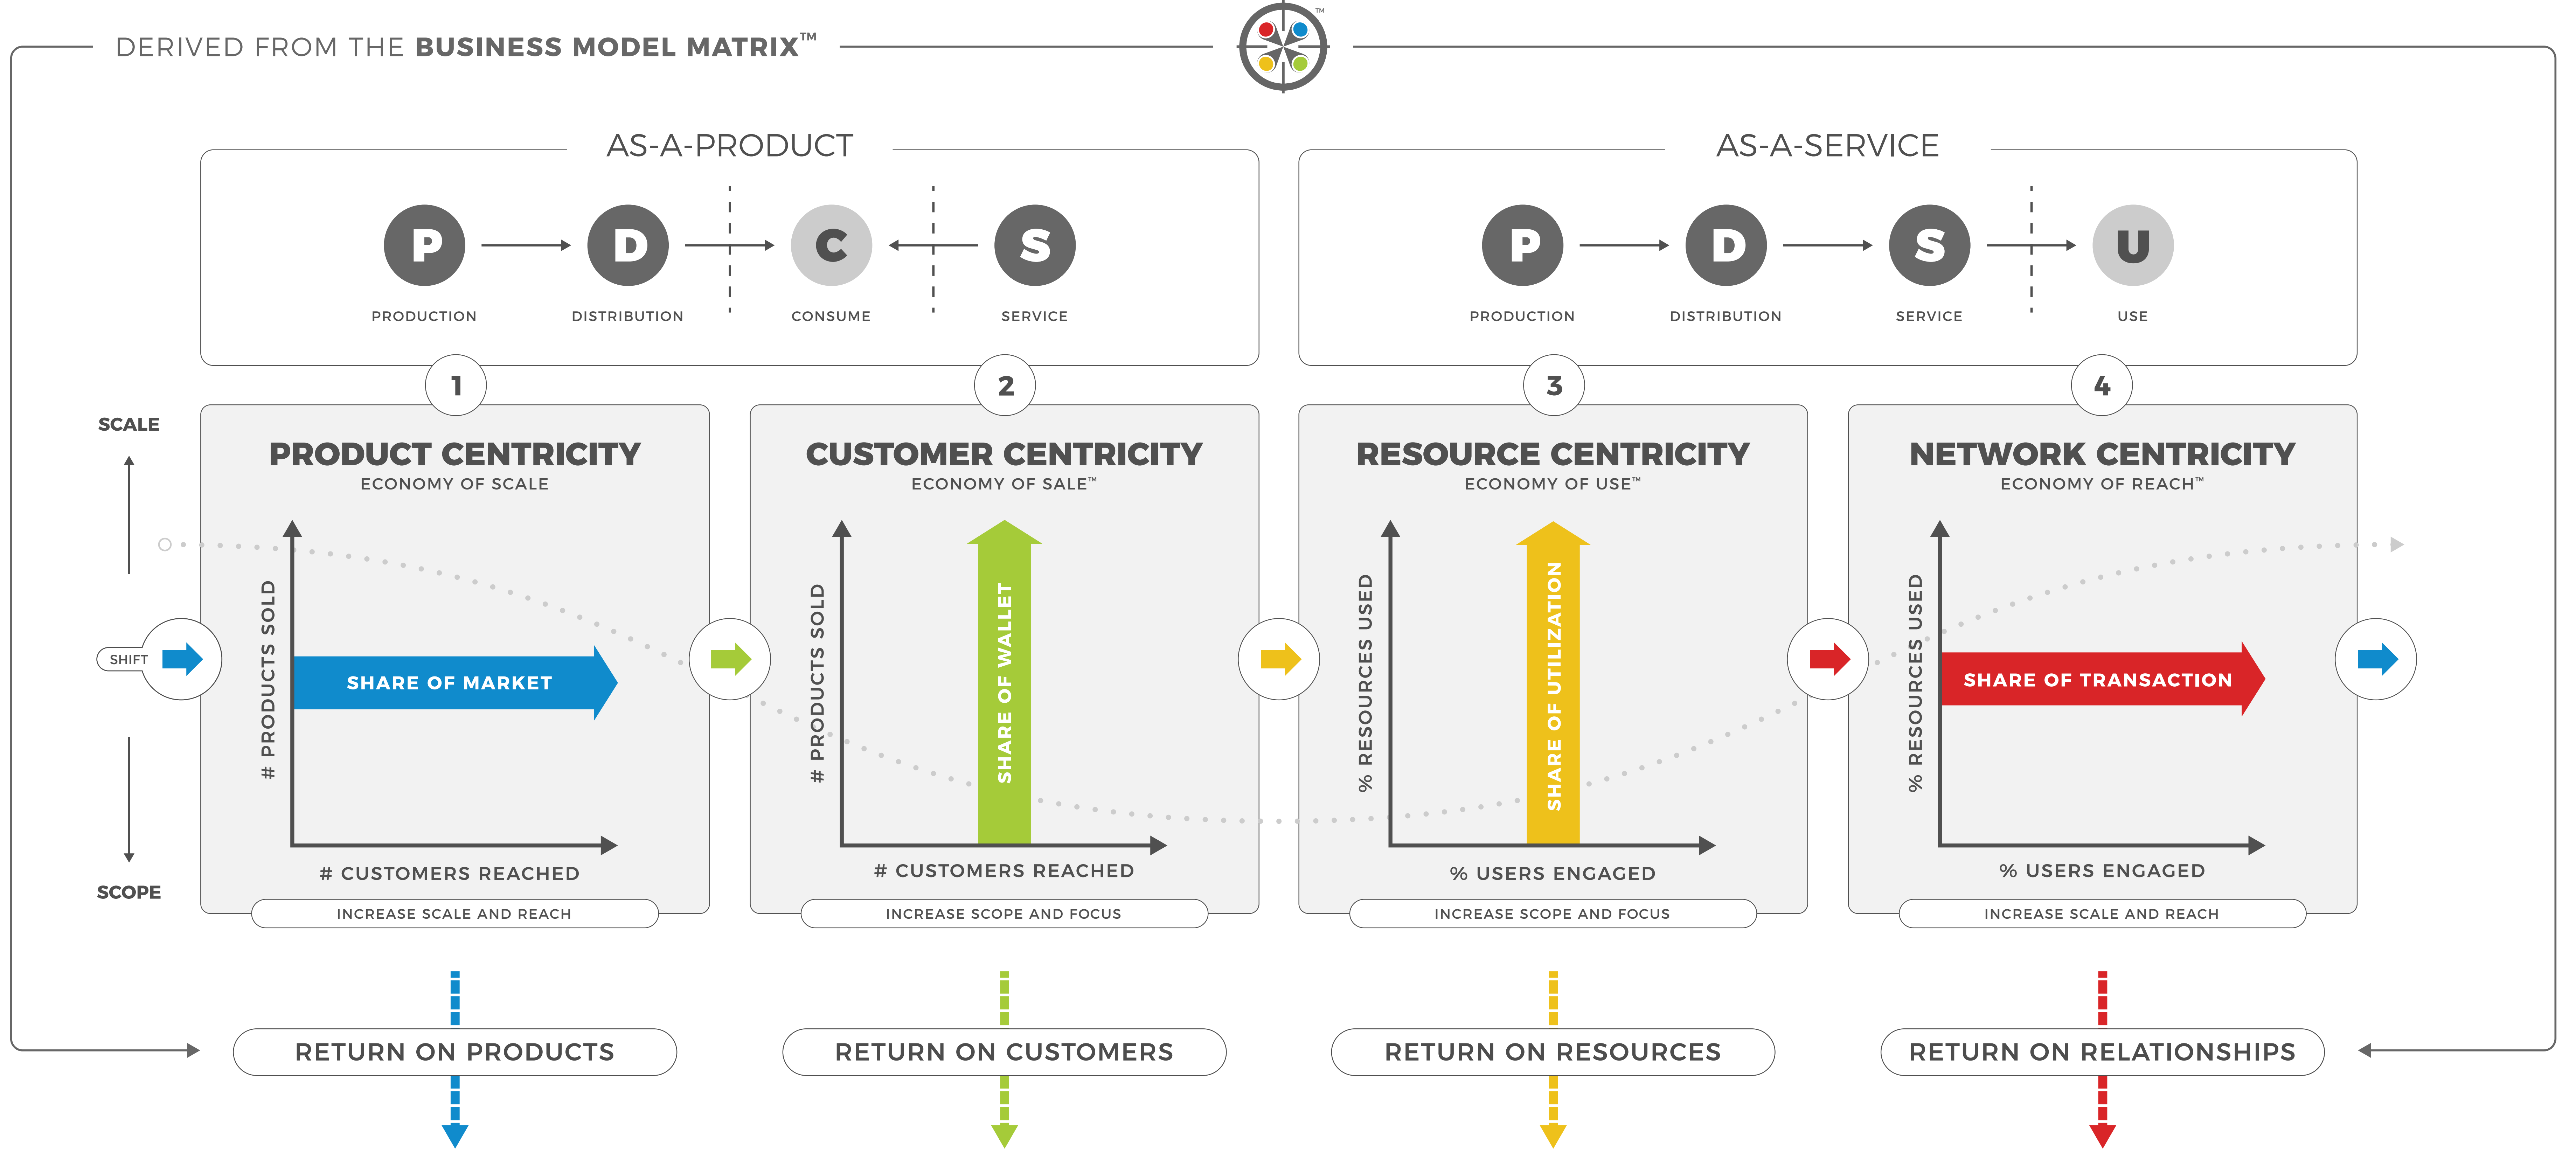 DERIVED FROM THE BUSINESS MODEL MATRIX™
™
AS-A-PRODUCT
P
D
C
S
PRODUCTION
DISTRIBUTION
CONSUME
SERVICE
AS-A-SERVICE
P
D
S
U
PRODUCTION
DISTRIBUTION
SERVICE
USE
SCALE
SHIFT
SCOPE
1
PRODUCT CENTRICITY
ECONOMY OF SCALE
# PRODUCTS SOLD
SHARE OF MARKET
# CUSTOMERS REACHED
INCREASE SCALE AND REACH
2
CUSTOMER CENTRICITY
ECONOMY OF SALE™
# PRODUCTS SOLD
SHARE OF WALLET
# CUSTOMERS REACHED
INCREASE SCOPE AND FOCUS
3
RESOURCE CENTRICITY
ECONOMY OF USE™
% RESOURCES USED
SHARE OF UTILIZATION
% USERS ENGAGED
INCREASE SCOPE AND FOCUS
4
NETWORK CENTRICITY
ECONOMY OF REACH™
% RESOURCES USED
SHARE OF TRANSACTION
% USERS ENGAGED
INCREASE SCALE AND REACH
RETURN ON PRODUCTS
RETURN ON CUSTOMERS
RETURN ON RESOURCES
RETURN ON RELATIONSHIPS